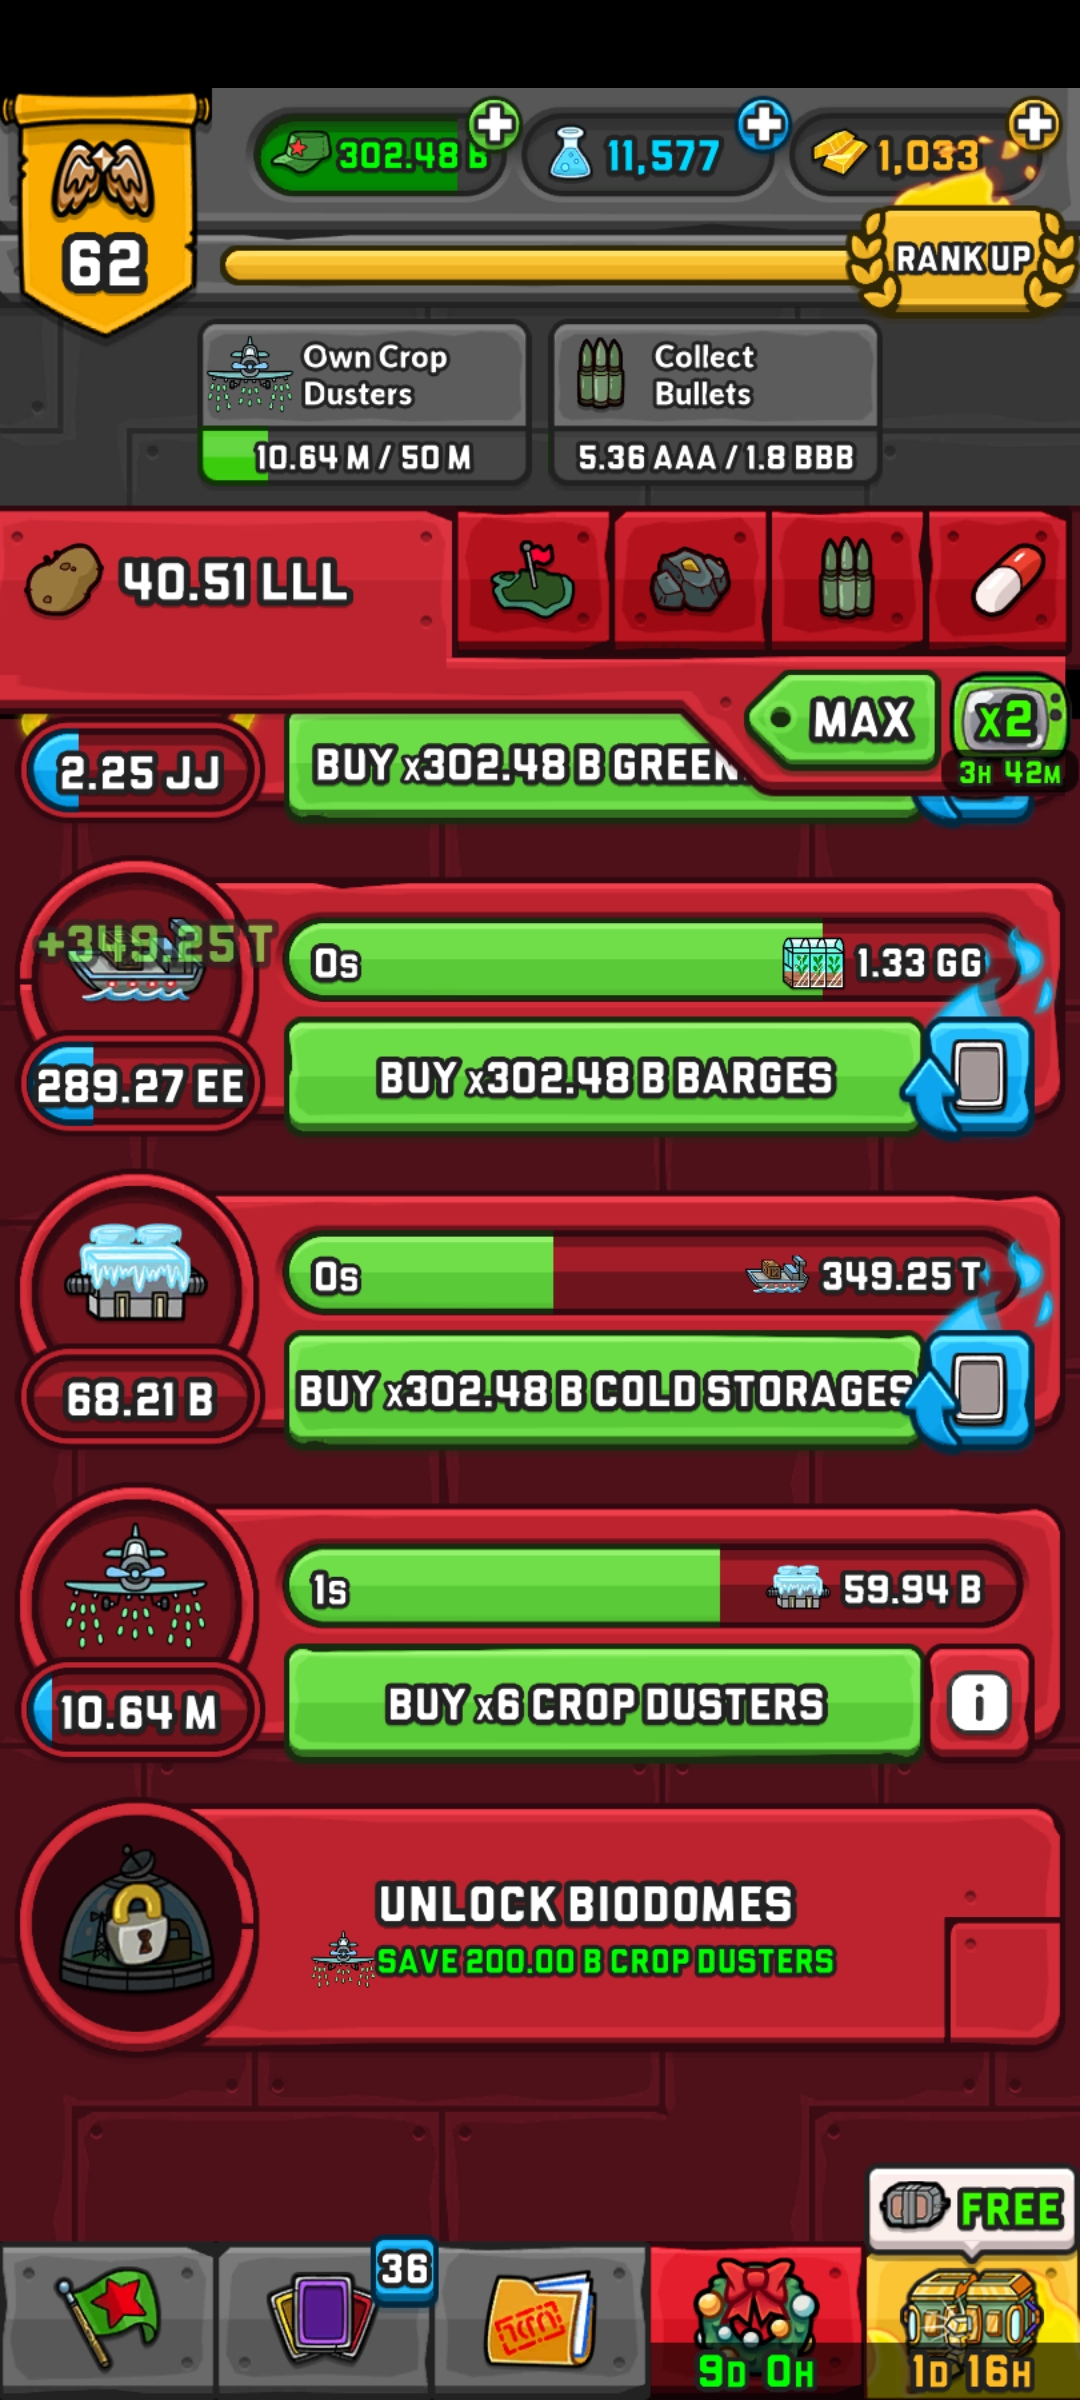 302.48 B
11,577
1,033
62
RANK UP
Own Crop
Dusters
10.64 M / 50 M
Collect
Bullets
5.36 AAA / 1.8 BBB
40.51 LLL
MAX
x2
3H 42M
2.25 JJ
BUY x302.48 B GREEN
+349.25 T
0s
1.33 GG
289.27 EE
BUY x302.48 B BARGES
0s
349.25 T
68.21 B
BUY x302.48 B COLD STORAGES
1s
59.94 B
10.64 M
BUY x6 CROP DUSTERS
i
UNLOCK BIODOMES
SAVE 200.00 B CROP DUSTERS
FREE
36
9D 0H
1D 16H